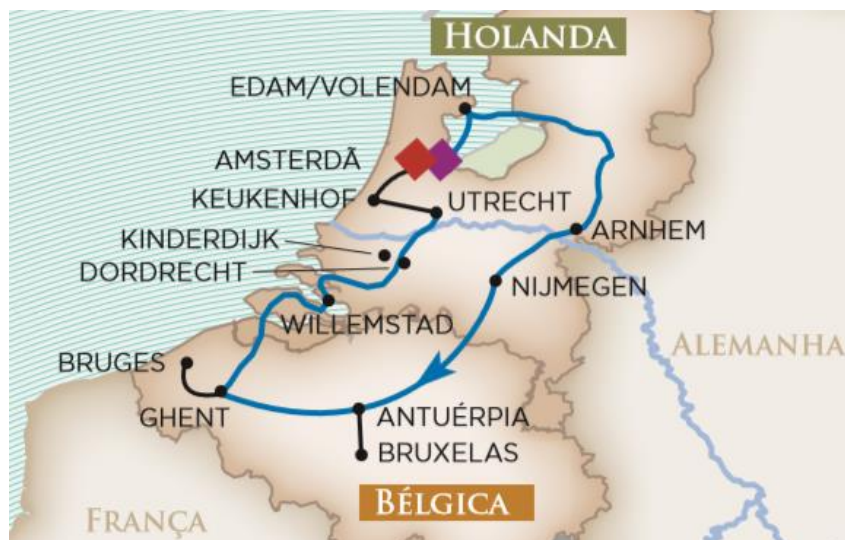 HOLANDA
EDAM/VOLENDAM
AMSTERDÃ
KEUKENHOF
UTRECHT
KINDERDIJK
ARNHEM
DORDRECHT
NIJMEGEN
WILLEMSTAD
ALEMANHA
BRUGES
GHENT
ANTUÉRPIA
BRUXELAS
BÉLGICA
FRANÇA